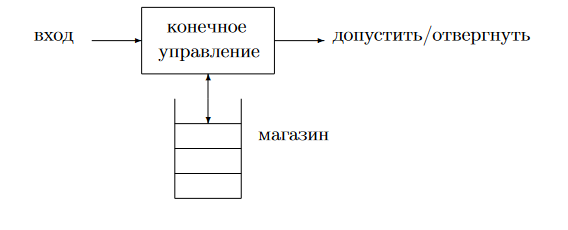 вход
конечное
управление
допустить/отвергнуть
магазин